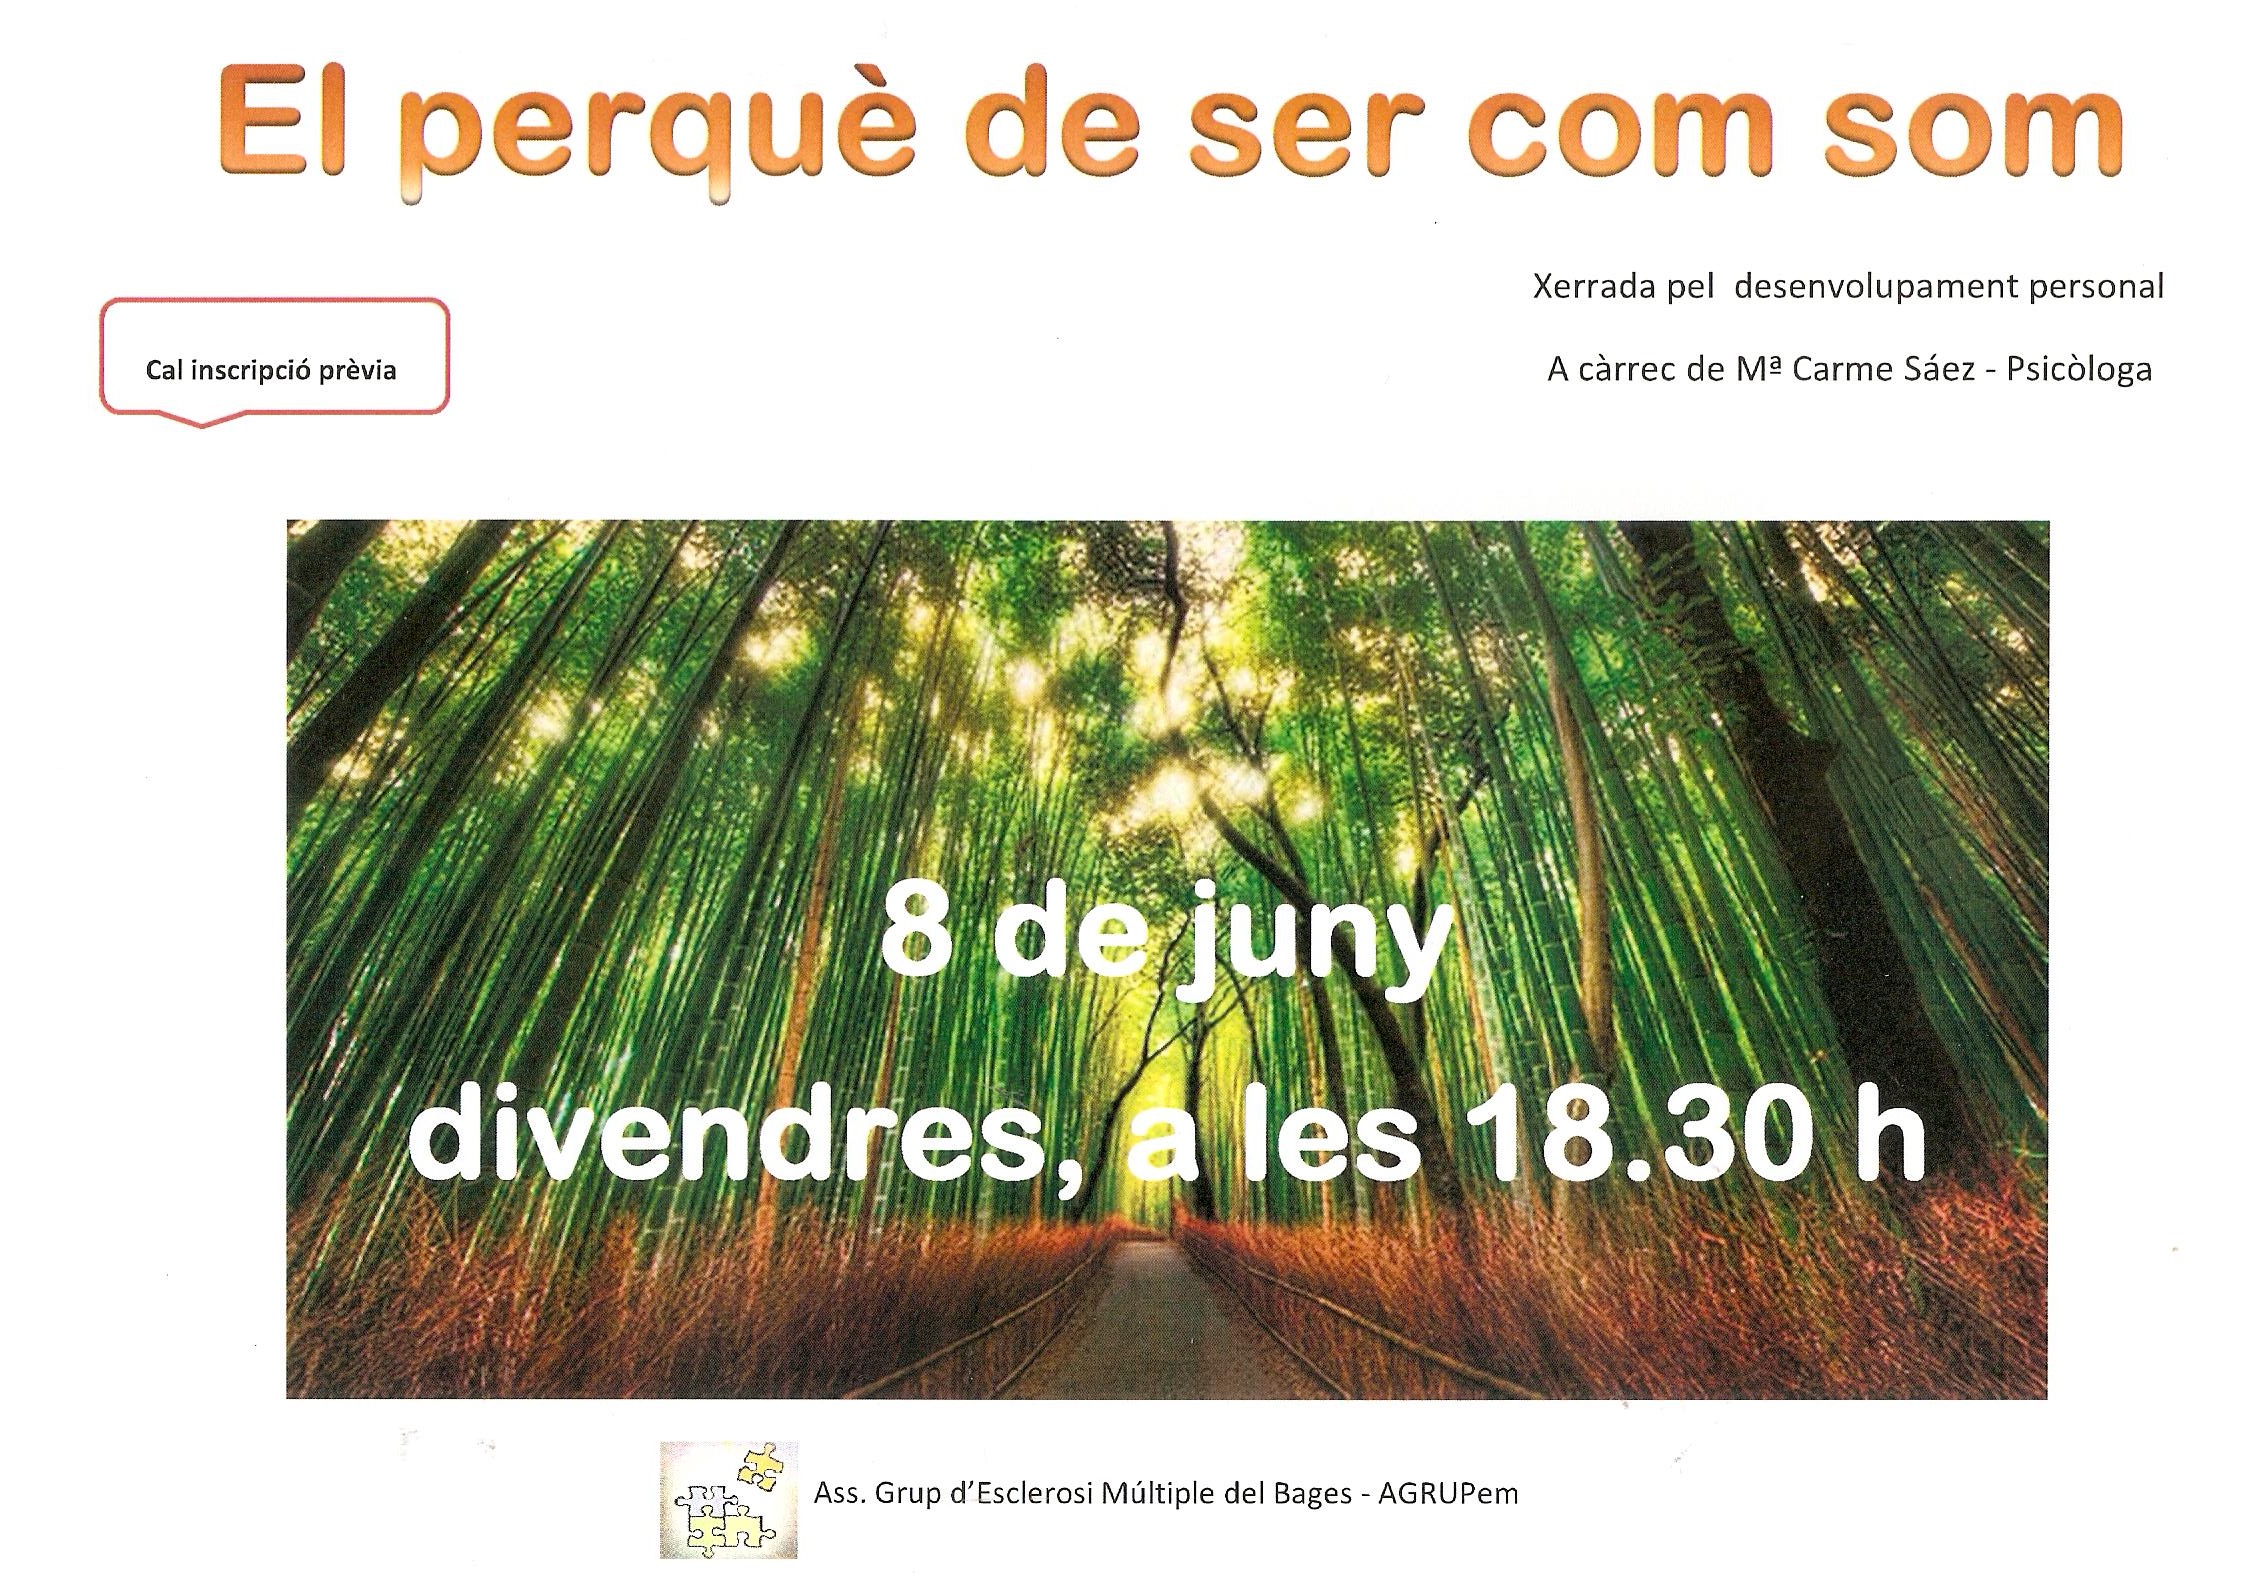 El perquè de ser com som
Xerrada pel desenvolupament personal
Cal inscripció prèvia
A càrrec de Mª Carme Sáez - Psicòloga
8 de juny
divendres, a les 18.30 h
Ass. Grup d'Esclerosi Múltiple del Bages - AGRUPem